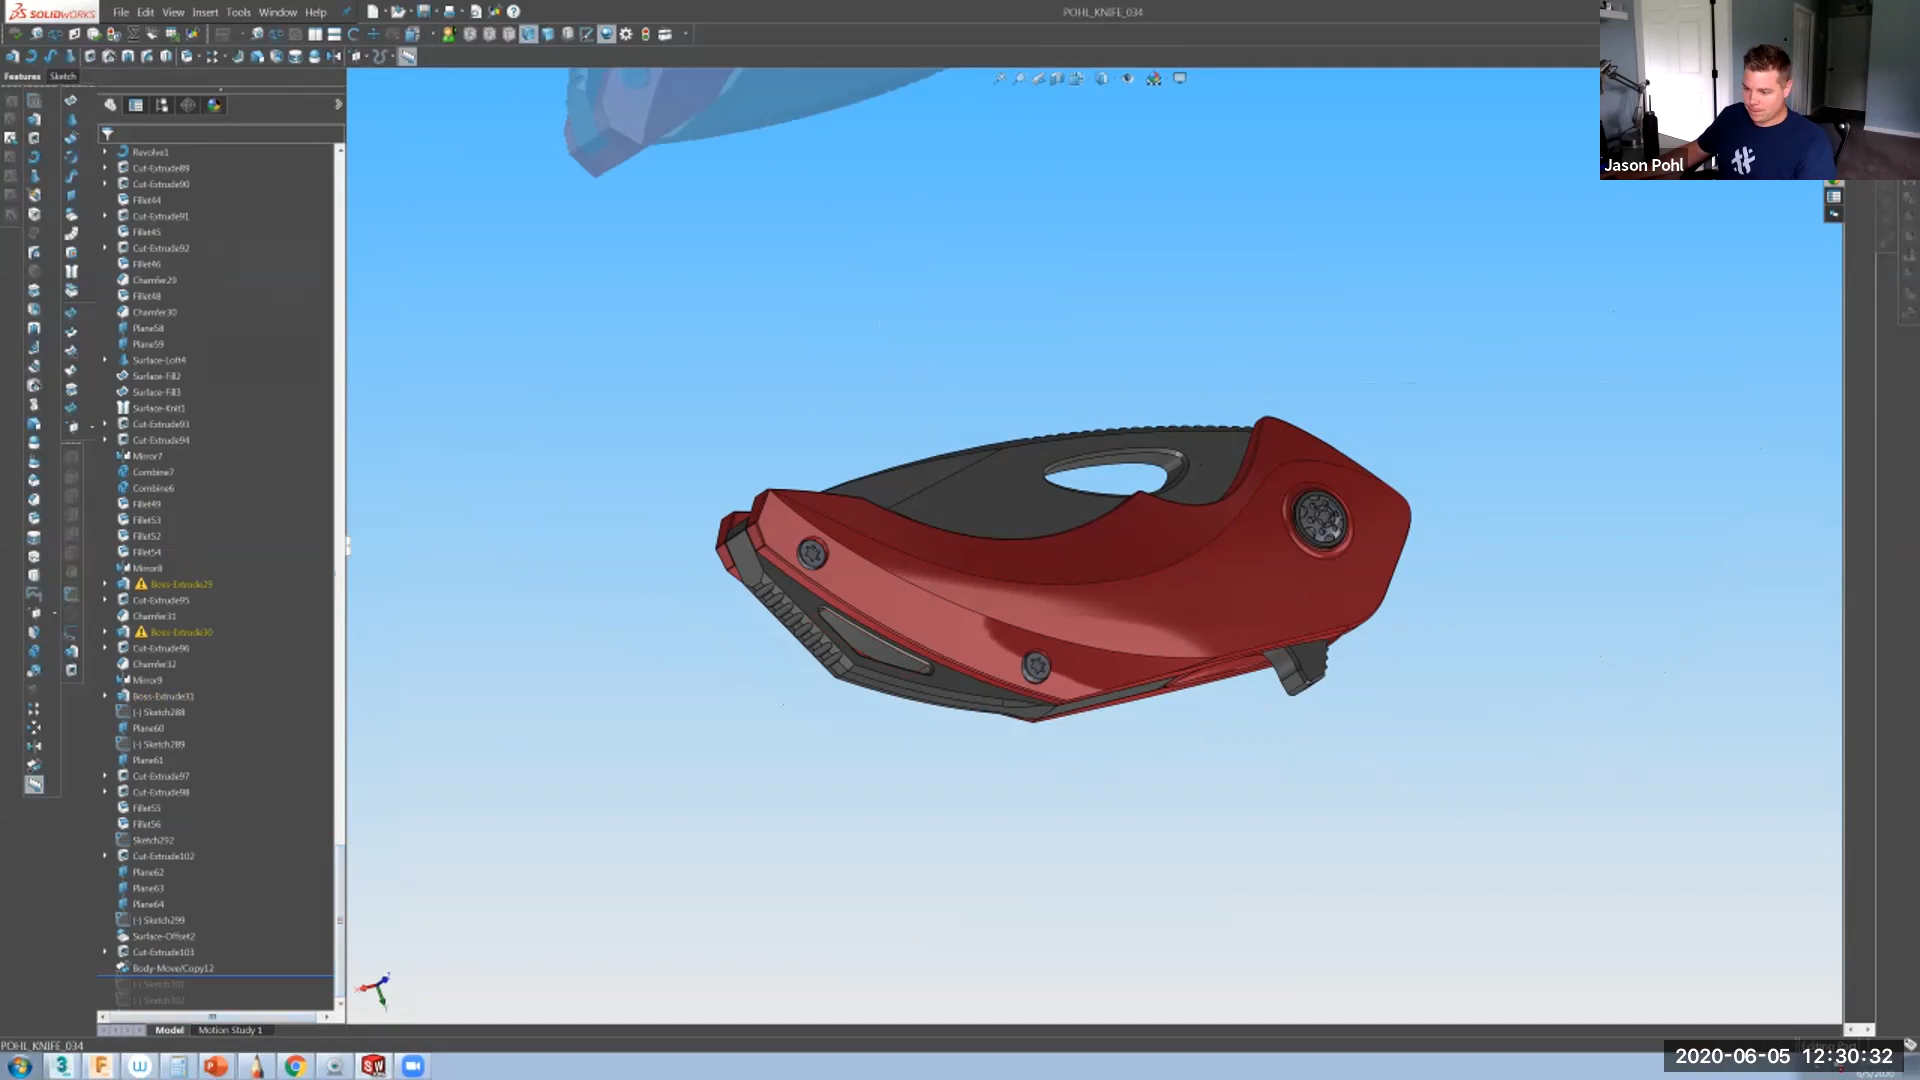 SOLIDWORKS
File Edit View Insert Tools Window Help
POHL_KNIFE_034
Features Sketch
Jason Pohl
Revolve1
Cut-Extrude89
Cut-Extrude90
Fillet44
Cut-Extrude91
Fillet45
Cut-Extrude92
Fillet46
Chamfer29
Fillet48
Chamfer30
Plane58
Plane59
Surface-Loft4
Surface-Fill2
Surface-Fill3
Surface-Knit1
Cut-Extrude93
Cut-Extrude94
Mirror7
Combine7
Combine6
Fillet49
Fillet53
Fillet52
Fillet54
Mirror8
Boss-Extrude29
Cut-Extrude95
Chamfer31
Boss-Extrude30
Cut-Extrude96
Chamfer32
Mirror9
Boss-Extrude31
(-) Sketch288
Plane60
(-) Sketch289
Plane61
Cut-Extrude97
Cut-Extrude98
Fillet55
Fillet56
Sketch292
Cut-Extrude102
Plane62
Plane63
Plane64
(-) Sketch299
Surface-Offset2
Cut-Extrude103
Body-Move/Copy12
(-) Sketch301
(-) Sketch302
Model Motion Study 1
POHL_KNIFE_034
2020-06-05 12:30:32